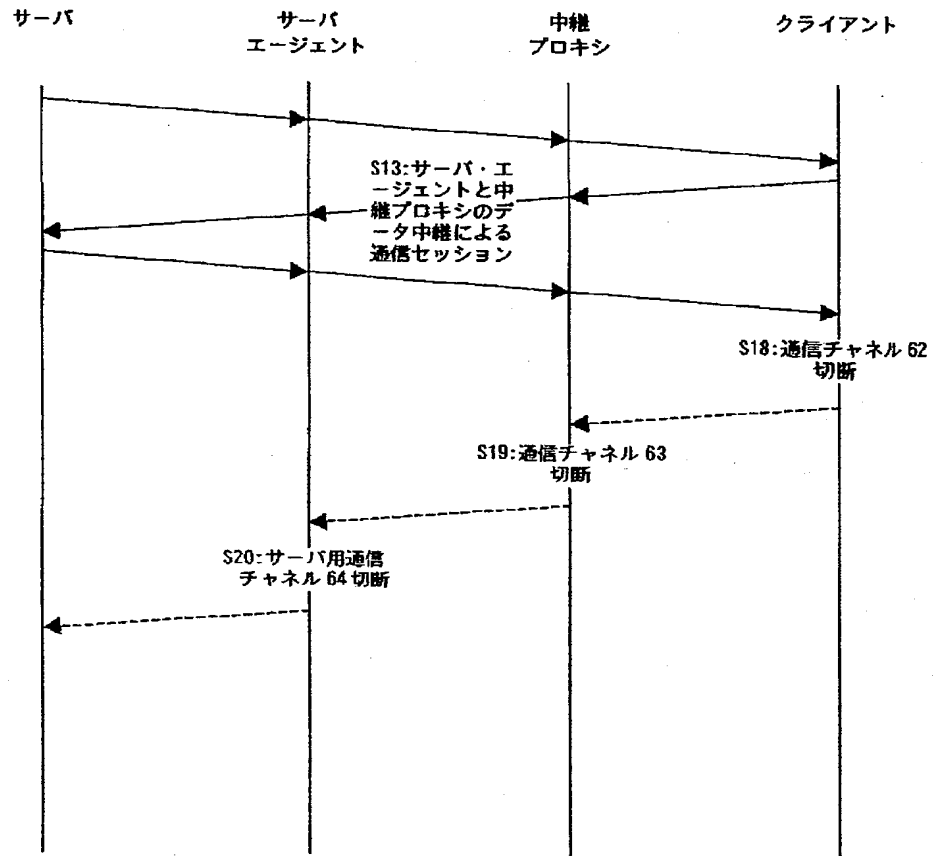 サーバ
サーバ
エージェント
中継
プロキシ
クライアント
S13:サーバ・エ
ージェントと中
継プロキシのデ
ータ中継による
通信セッション
S18:通信チャネル 62
切断
S19:通信チャネル 63
切断
S20:サーバ用通信
チャネル 64 切断